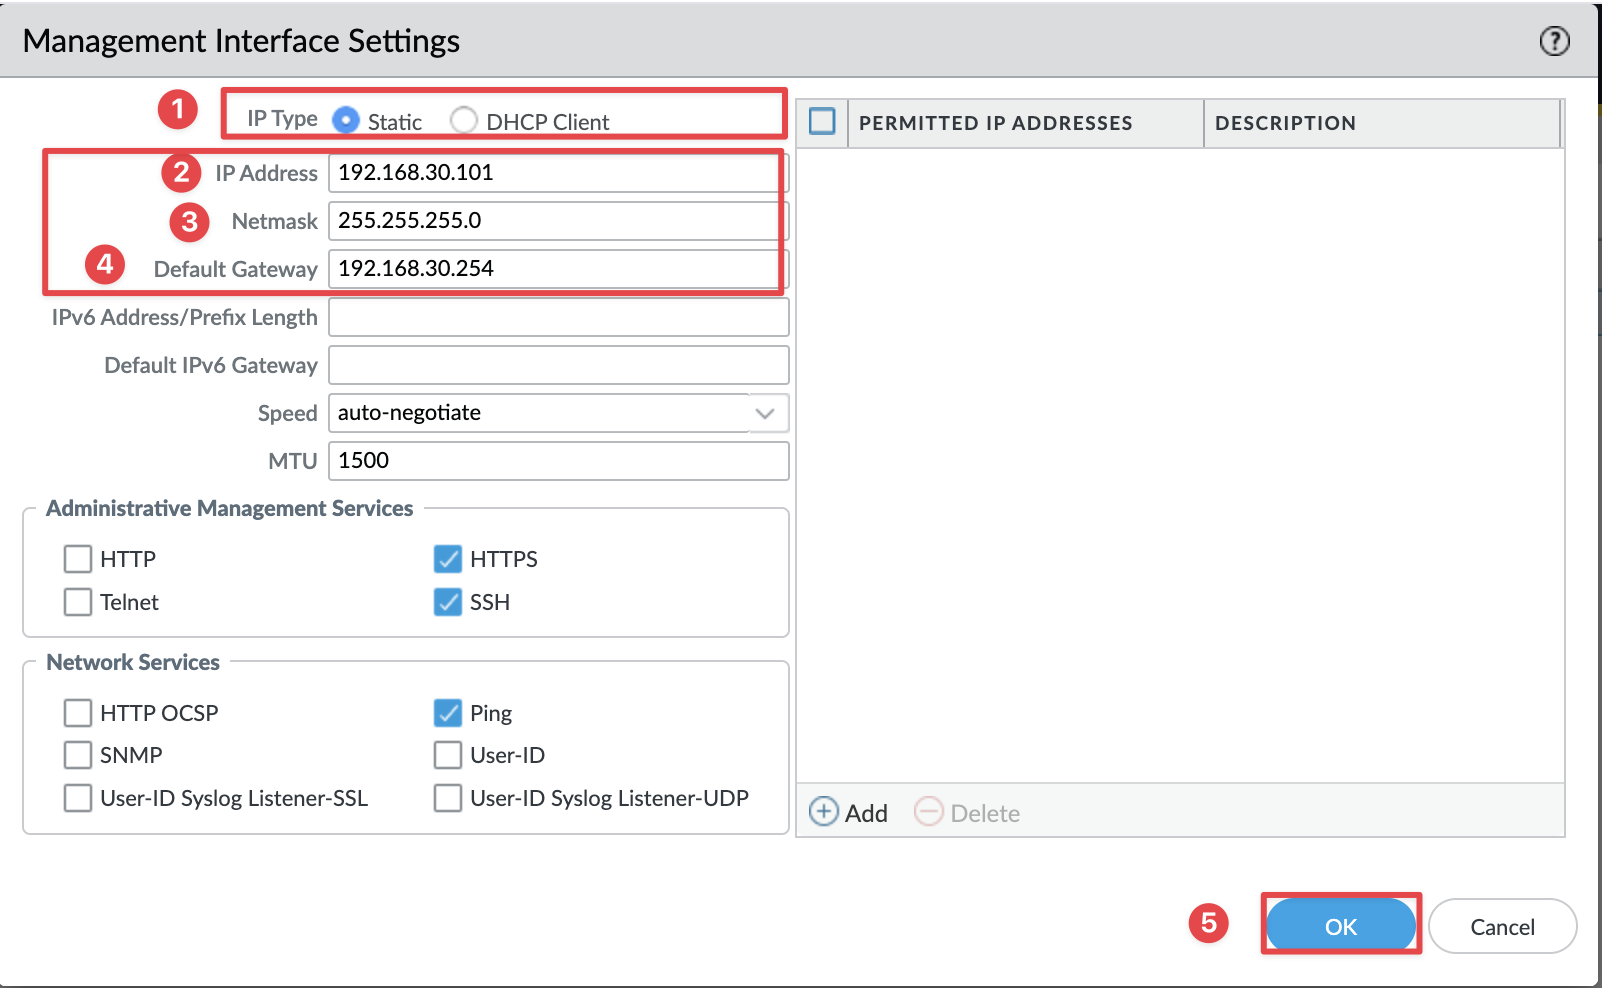 Management Interface Settings
?
1 IP Type Static DHCP Client
2 IP Address 192.168.30.101
3 Netmask 255.255.255.0
4 Default Gateway 192.168.30.254
IPv6 Address/Prefix Length
Default IPv6 Gateway
Speed auto-negotiate
MTU 1500
Administrative Management Services
HTTP HTTPS
Telnet SSH
Network Services
HTTP OCSP Ping
SNMP User-ID
User-ID Syslog Listener-SSL User-ID Syslog Listener-UDP
PERMITTED IP ADDRESSES DESCRIPTION
Add Delete
5 OK Cancel